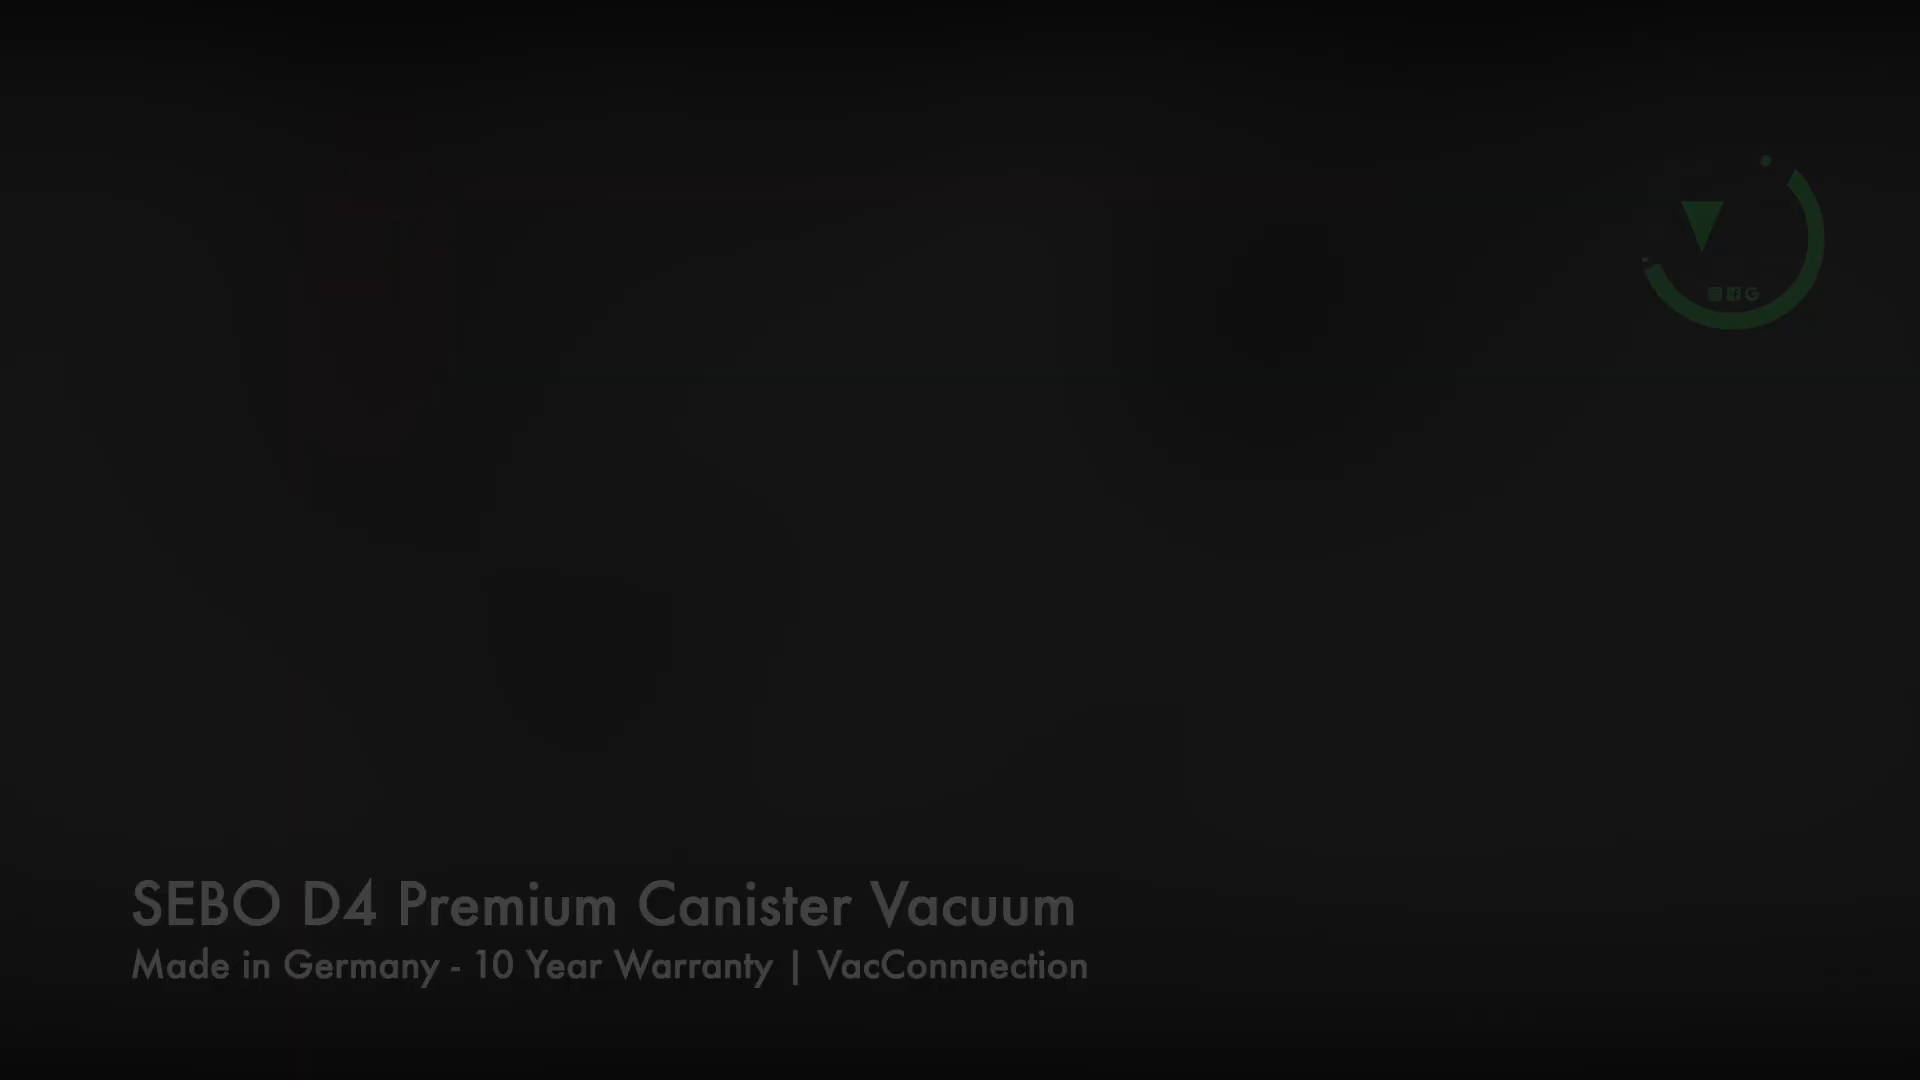 SEBO D4 Premium Canister Vacuum
Made in Germany - 10 Year Warranty | VacConnnection